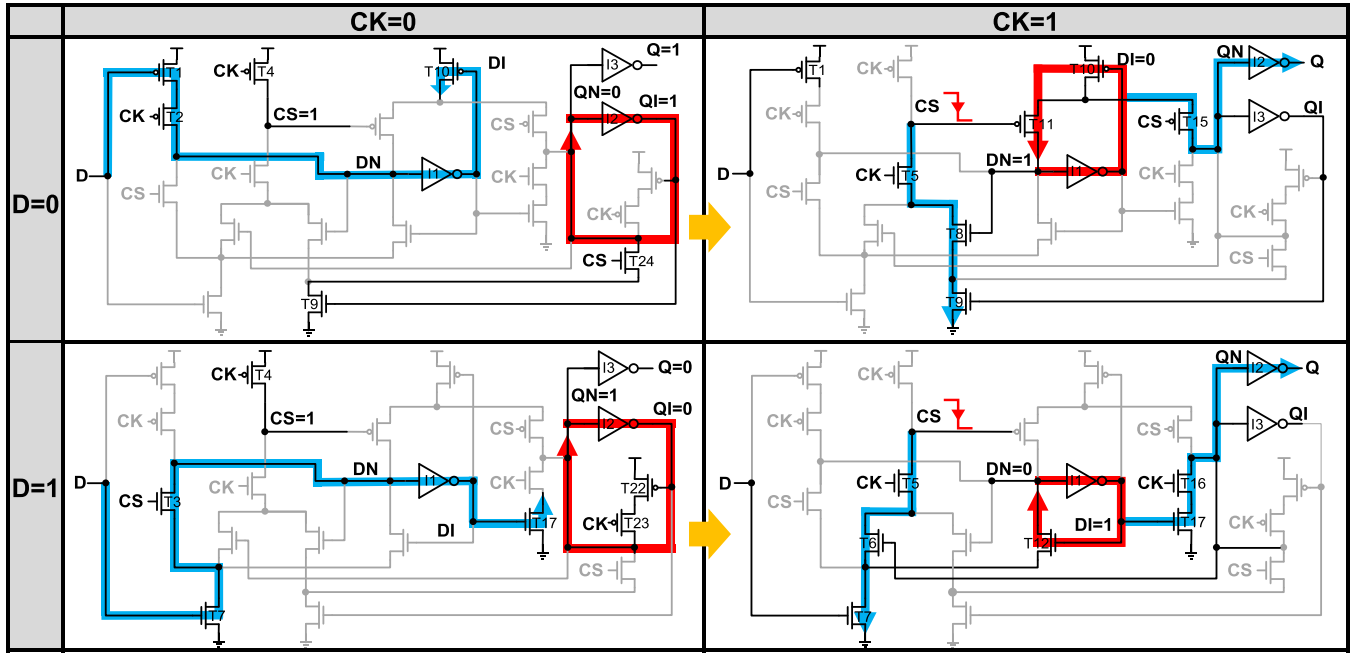 CK=0
CK=1
D=0
T1
CK
T4
T10
DI
I3
Q=1
CK
T2
CS=1
QN=0
QI=1
CS
I2
D
DN
I1
CK
CK
CS
CK
CS
T24
T9
T1
CK
T10
DI=0
QN
I2
Q
CK
CS
T11
CS
T15
I3
QI
D
CK
T5
DN=1
I1
CK
CS
T8
CK
CS
T9
D=1
CK
T4
I3
Q=0
CK
CS=1
QN=1
QI=0
CS
I2
D
DN
I1
CS
T3
CK
CK
T22
DI
T17
CK
T23
CS
T7
CK
QN
I2
Q
CK
CS
CS
I3
QI
D
CK
T5
DN=0
I1
CK
T16
CS
DI=1
T17
CK
T6
T12
CS
T7